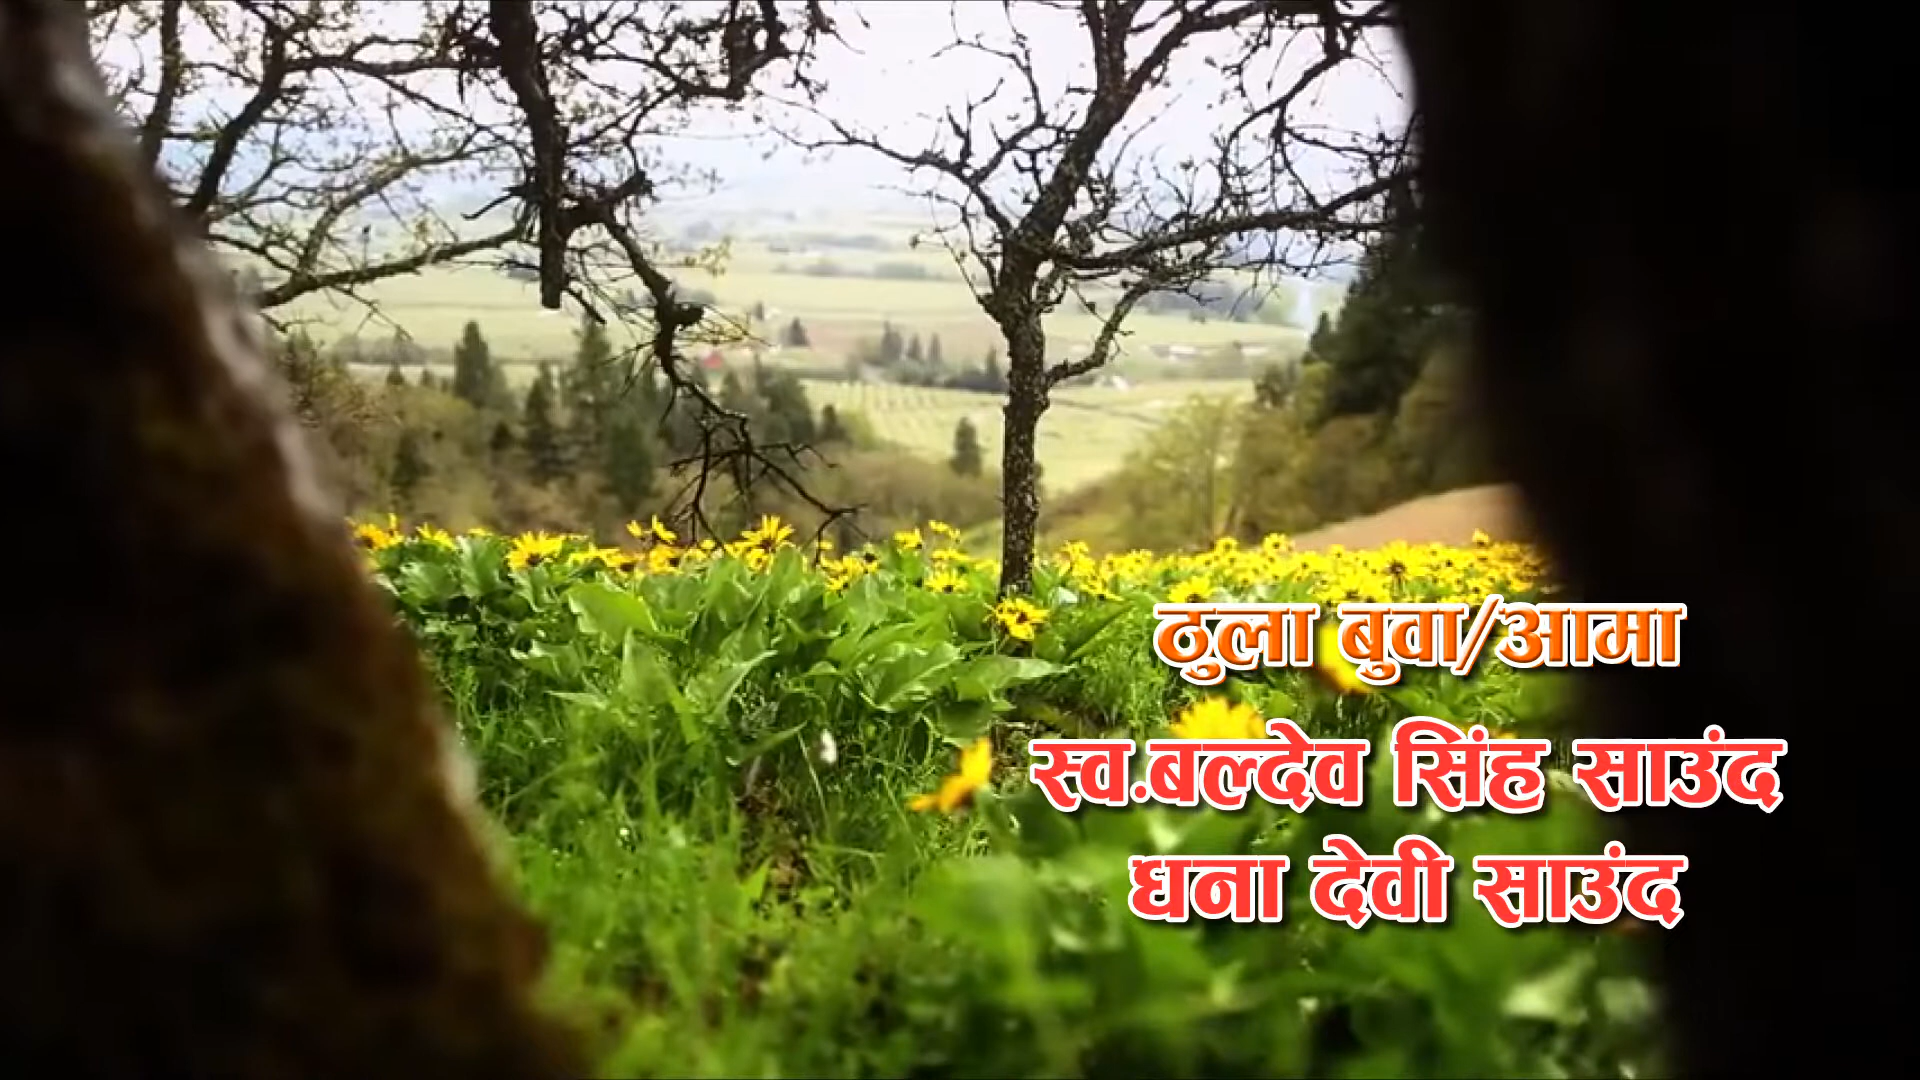 ठुला बुवा/आमा
स्व.बल्देव सिंह साउंद
धना देवी साउंद